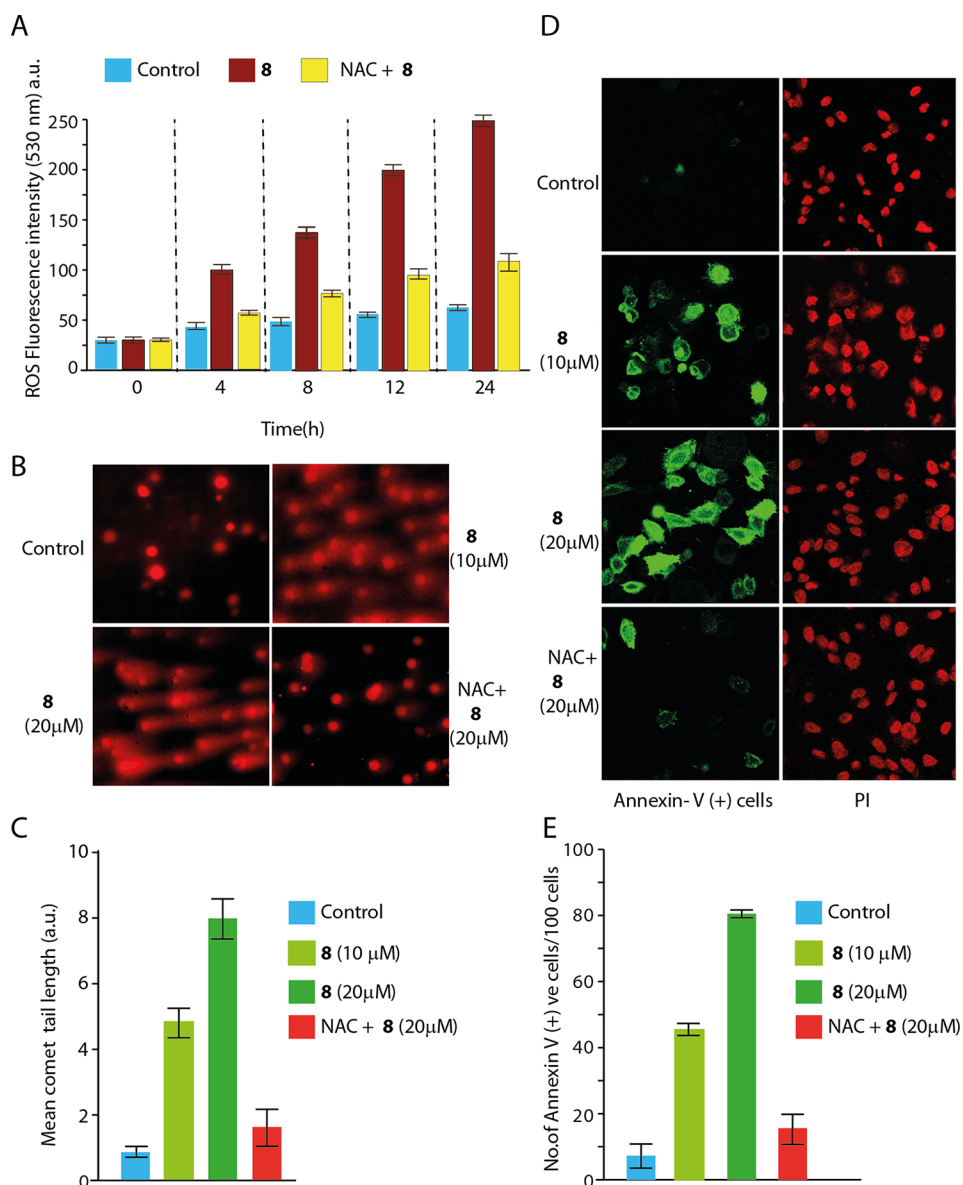 A
Control
8
NAC + 8
ROS Fluorescence intensity (530 nm) a.u.
250
200
150
100
50
0
0 4 8 12 24
Time(h)
B
Control
8
(10μM)
8
(20μM)
NAC+
8
(20μM)
C
Mean comet tail length (a.u.)
10
8
6
4
2
0
Control
8 (10 μM)
8 (20μM)
NAC + 8 (20μM)
D
Control
8
(10μM)
8
(20μM)
NAC+
8
(20μM)
Annexin- V (+) cells PI
E
No.of Annexin V (+) ve cells/100 cells
100
80
60
40
20
0
Control
8 (10 μM)
8 (20μM)
NAC + 8 (20μM)